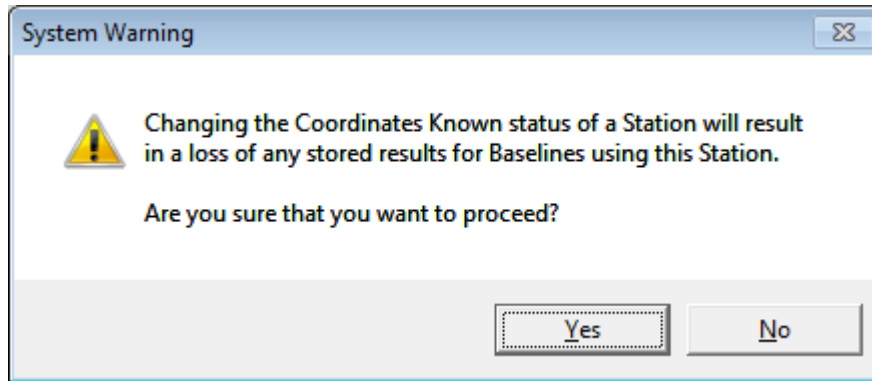 System Warning
Changing the Coordinates Known status of a Station will result
in a loss of any stored results for Baselines using this Station.
Are you sure that you want to proceed?
Yes No